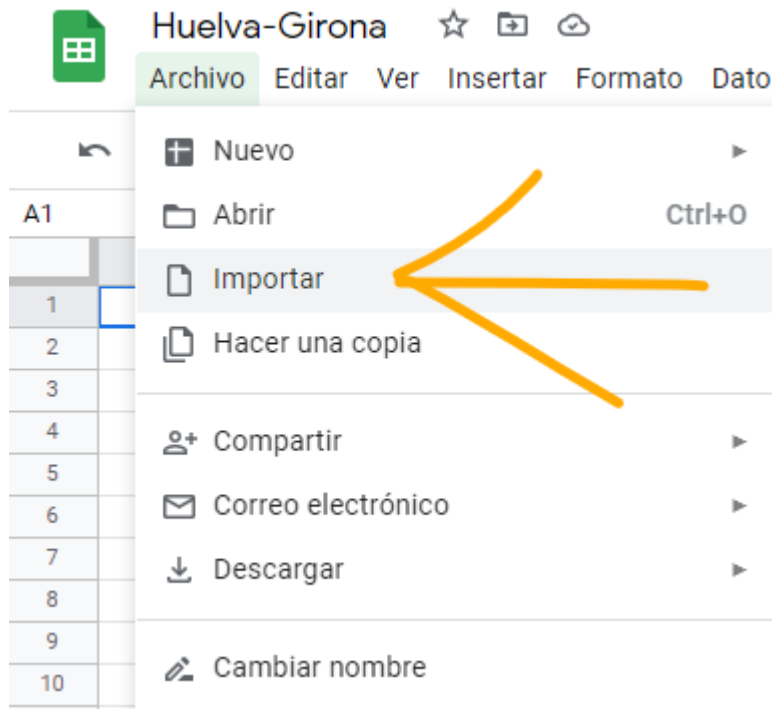 Huelva-Girona
Archivo Editar Ver Insertar Formato Dato
Nuevo
A1 Abrir Ctrl+O
Importar
1
2 Hacer una copia
3
4 Compartir
5
6 Correo electrónico
7 Descargar
8
9
10 Cambiar nombre